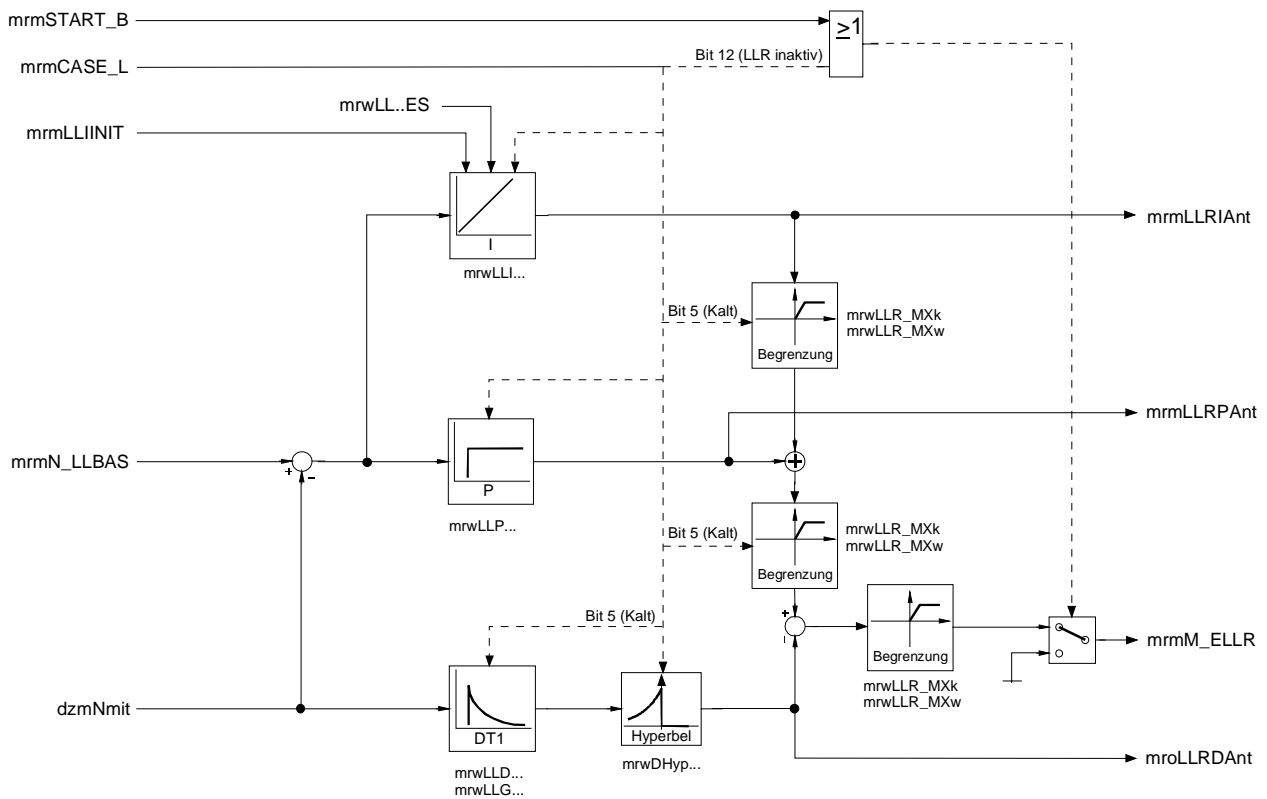 mrmSTART_B
≥1
Bit 12 (LLR inaktiv)
mrmCASE_L
mrwLL..ES
mrmLLIINIT
I
mrmLLRIAnt
mrwLLI...
Bit 5 (Kalt)
mrwLLR_MXk
mrwLLR_MXw
Begrenzung
mrmLLRPAnt
mrmN_LLBAS
+
-
P
+
mrwLLP...
Bit 5 (Kalt)
mrwLLR_MXk
mrwLLR_MXw
Begrenzung
Bit 5 (Kalt)
+
-
mrmM_ELLR
Begrenzung
mrwLLR_MXk
mrwLLR_MXw
dzmNmit
DT1
Hyperbel
mrwLLD...
mrwLLG...
mrwDHyp...
mroLLRDAnt